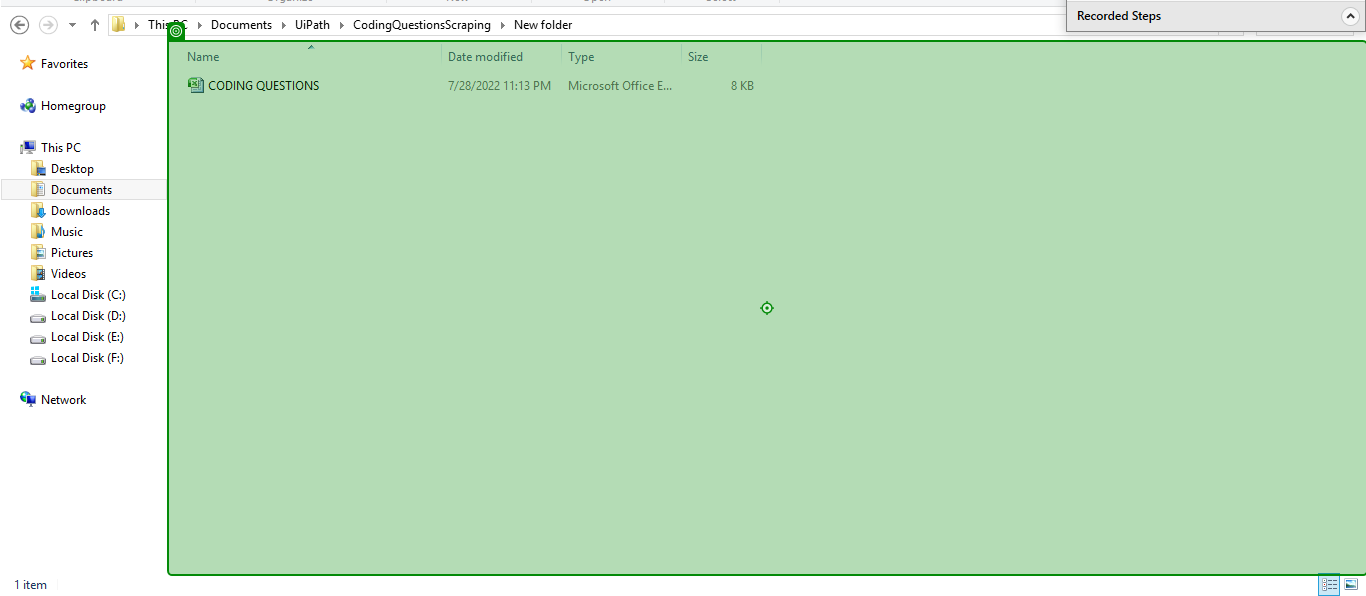 Recorded Steps
This PC Documents UiPath CodingQuestionsScraping New folder
Name Date modified Type Size
CODING QUESTIONS 7/28/2022 11:13 PM Microsoft Office E... 8 KB
Favorites
Homegroup
This PC
Desktop
Documents
Downloads
Music
Pictures
Videos
Local Disk (C:)
Local Disk (D:)
Local Disk (E:)
Local Disk (F:)
Network
1 item